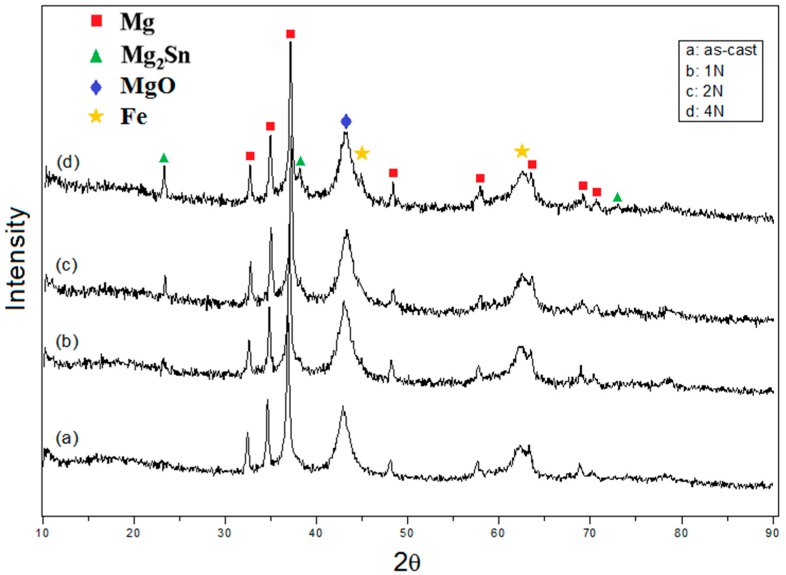 Mg
Mg₂Sn
MgO
Fe
a: as-cast
b: 1N
c: 2N
d: 4N
(d)
(c)
(b)
(a)
Intensity
10 20 30 40 50 60 70 80 90
2θ